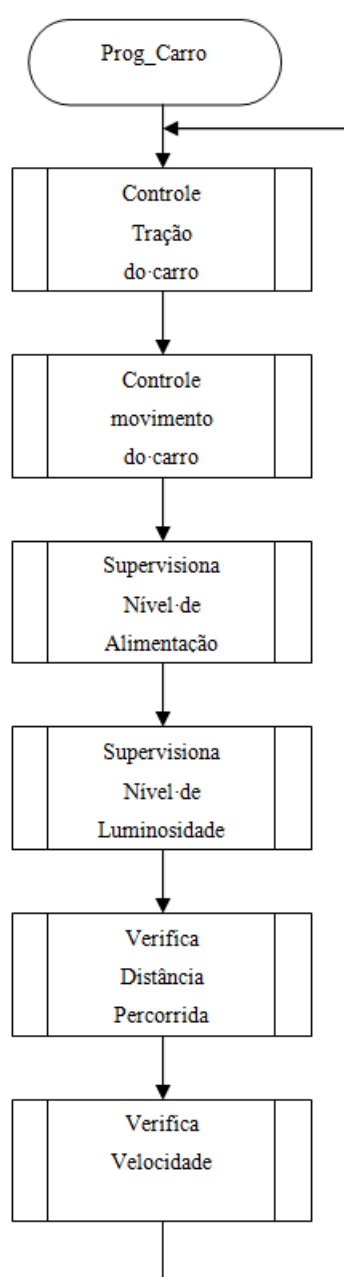 Prog_Carro
Controle
Tração
do·carro
Controle
movimento
do·carro
Supervisiona
Nível·de
Alimentação
Supervisiona
Nível·de
Luminosidade
Verifica
Distância
Percorrida
Verifica
Velocidade